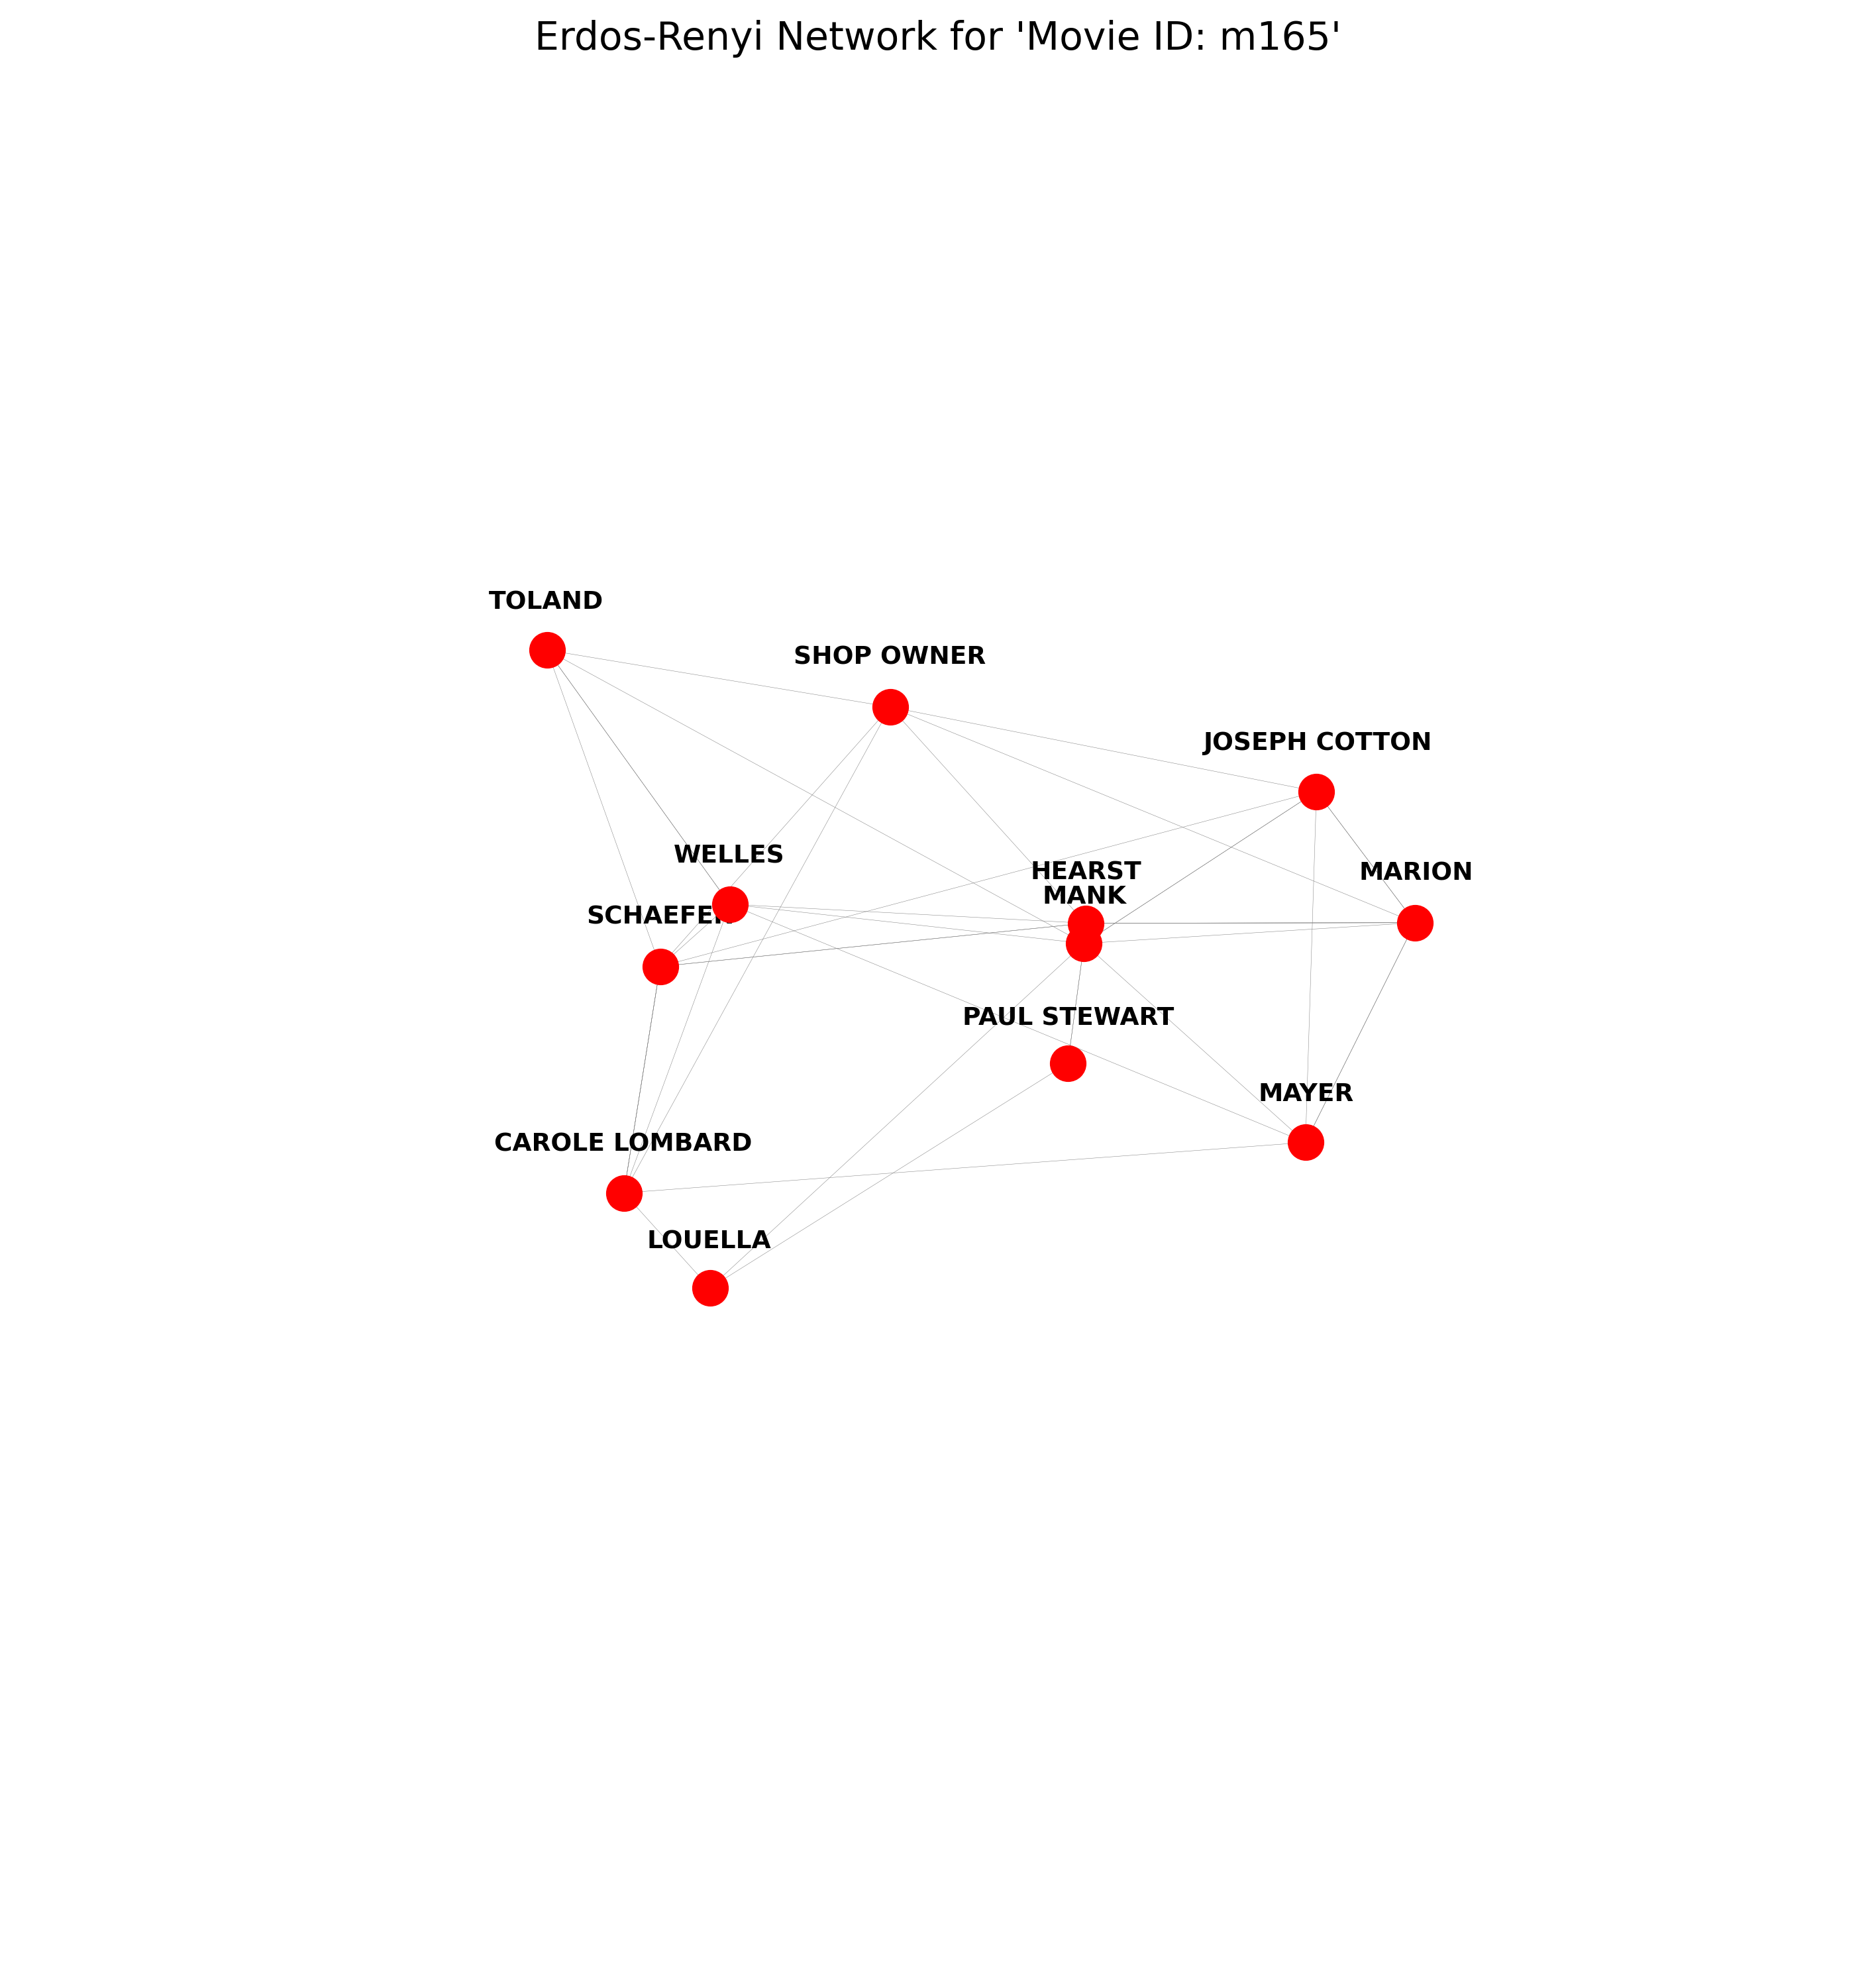 Erdos-Renyi Network for 'Movie ID: m165'
TOLAND
SHOP OWNER
JOSEPH COTTON
WELLES
HEARST
MARION
MANK
PAUL STEWART
MAYER
CAROLE LOMBARD
LOUELLA